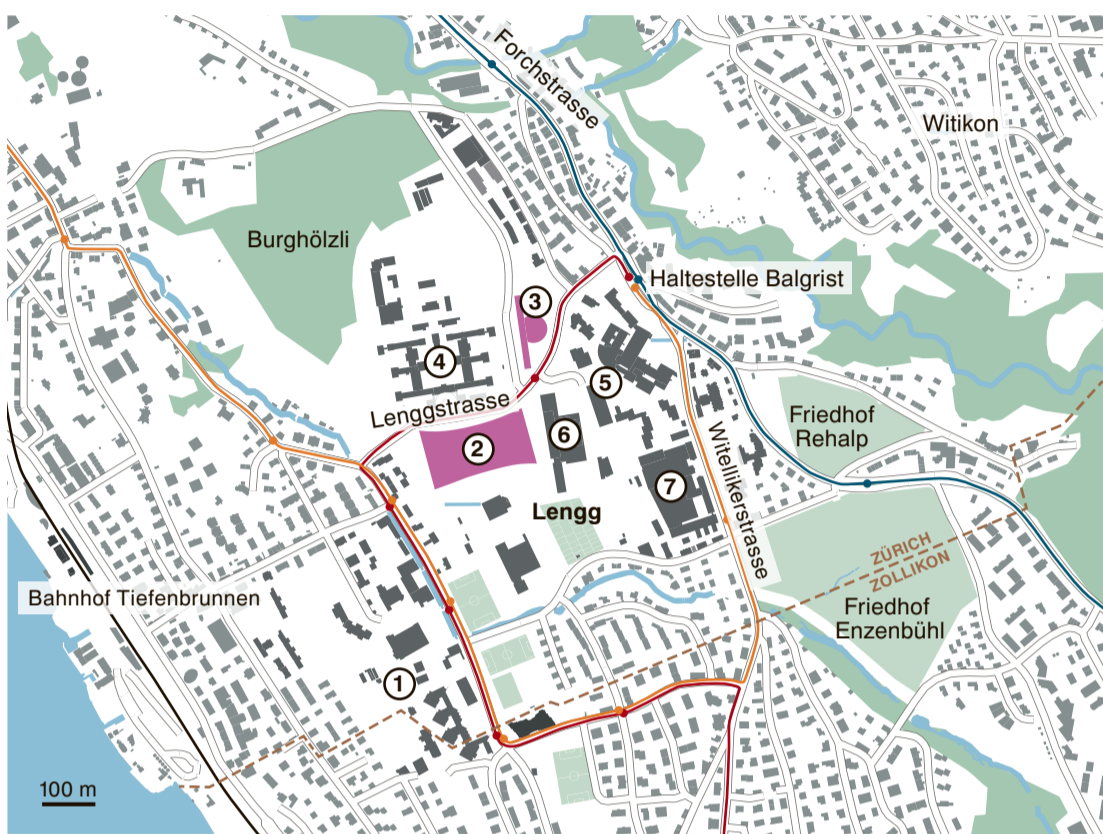 Forchstrasse
Witikon
Burghölzli
Haltestelle Balgrist
3
4
5
Lenggstrasse
Friedhof
Rehalp
2
6
Witellikerstrasse
7
Lengg
ZÜRICH
ZOLLIKON
Bahnhof Tiefenbrunnen
Friedhof
Enzenbühl
1
100 m